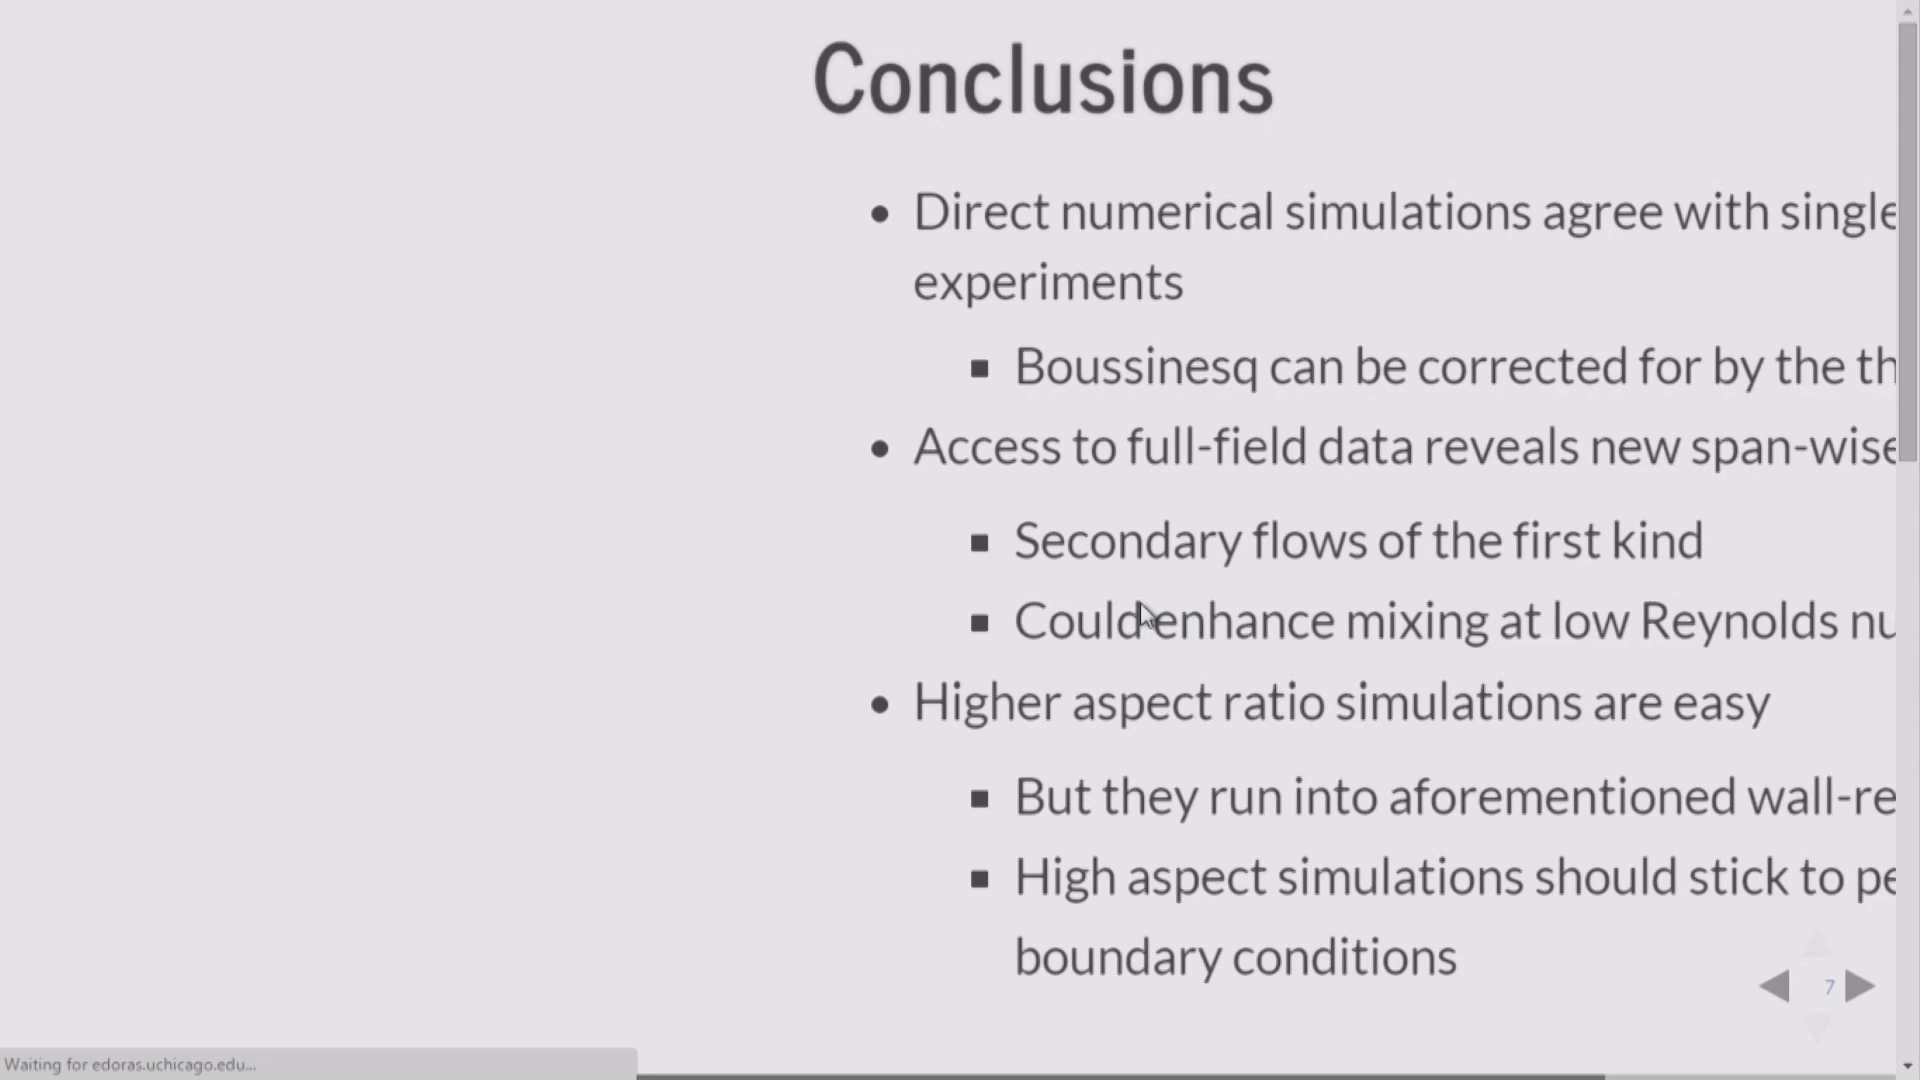 Conclusions
Direct numerical simulations agree with single
experiments
Boussinesq can be corrected for by the th
Access to full-field data reveals new span-wise
Secondary flows of the first kind
Could enhance mixing at low Reynolds nu
Higher aspect ratio simulations are easy
But they run into aforementioned wall-re
High aspect simulations should stick to pe
boundary conditions
7
Waiting for edoras.uchicago.edu...